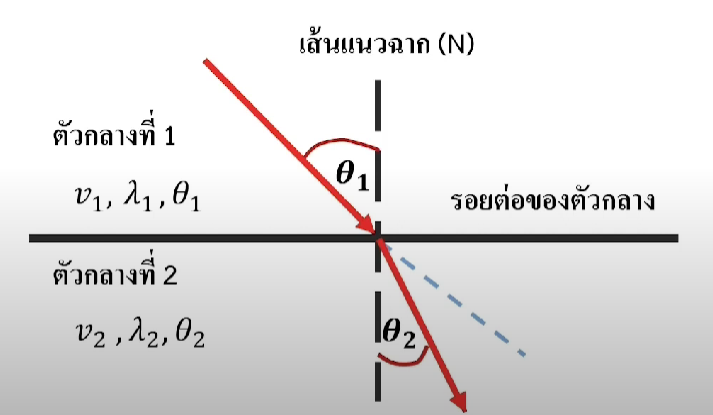 เส้นแนวฉาก (N)
ตัวกลางที่ 1
θ₁
v₁, λ₁, θ₁
รอยต่อของตัวกลาง
ตัวกลางที่ 2
v₂ , λ₂, θ₂
θ₂